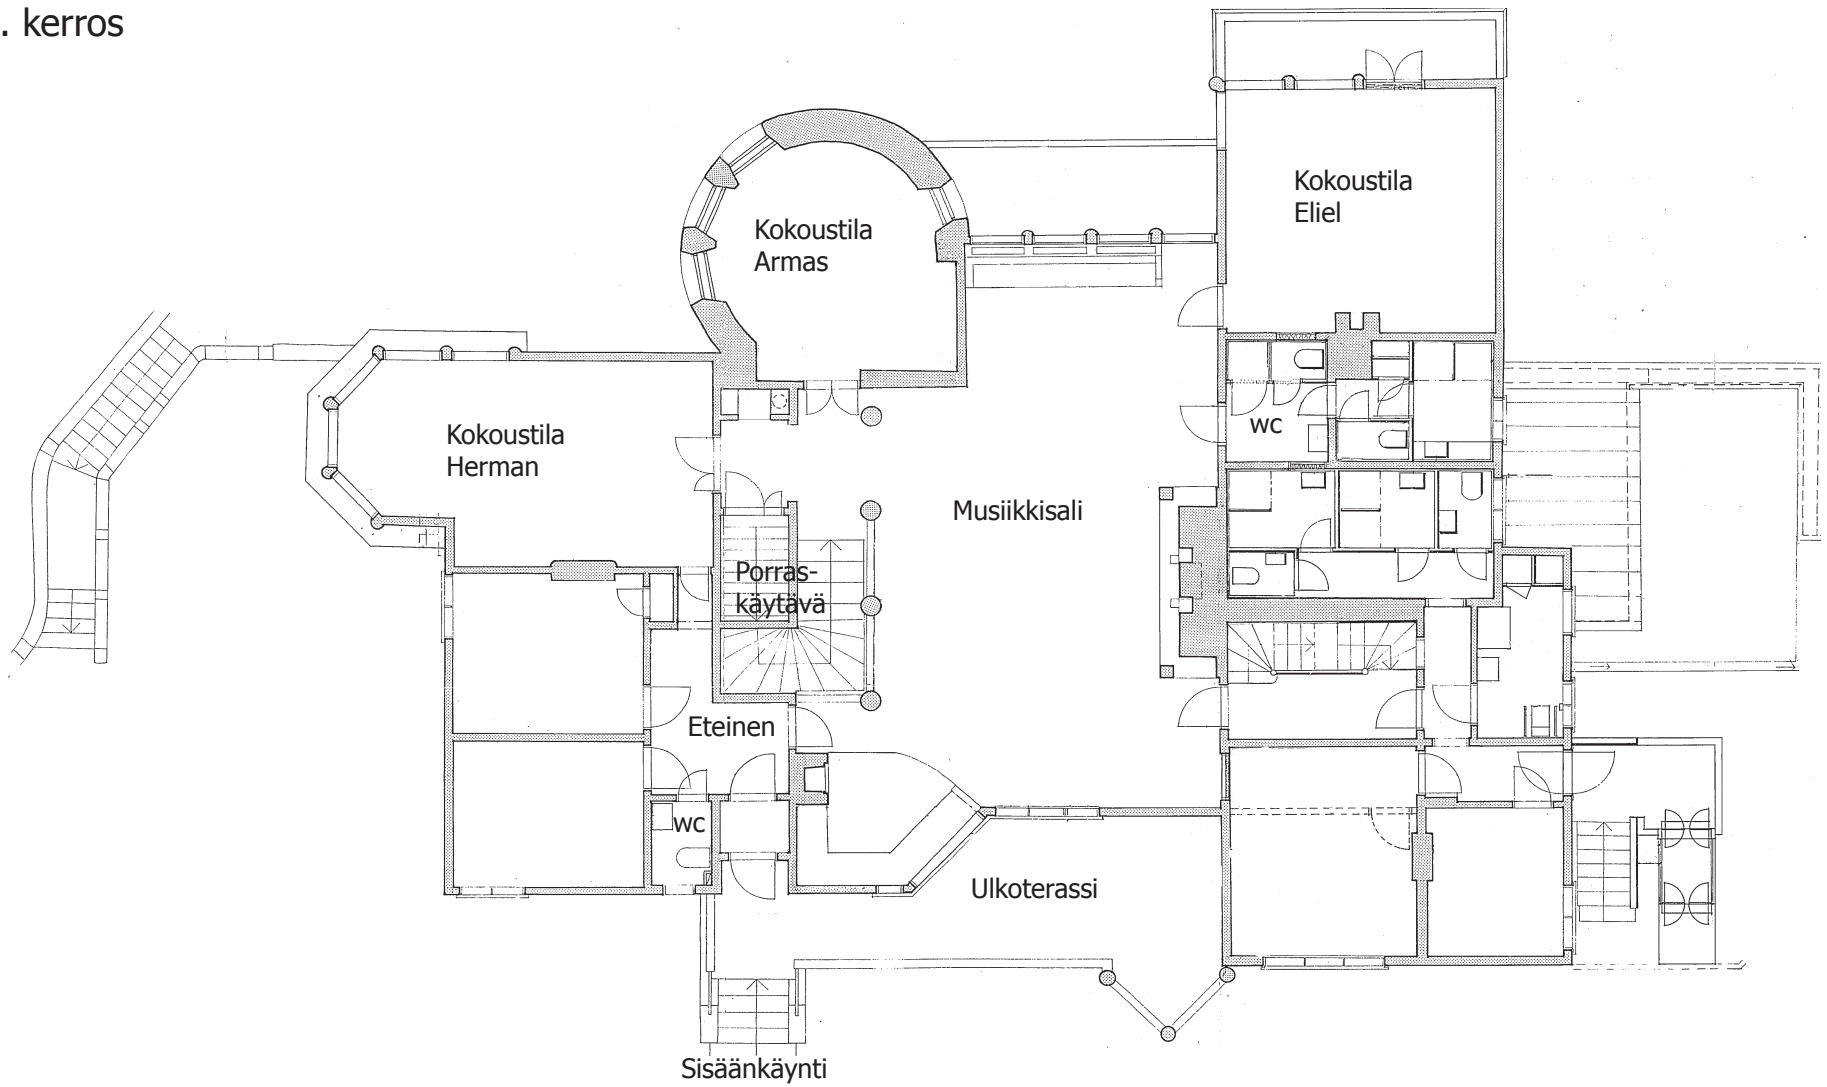 . kerros
Kokoustila
Eliel
Kokoustila
Armas
Kokoustila
Herman
wc
Musiikkisali
Porras-
käytävä
Eteinen
wc
Ulkoterassi
Sisäänkäynti